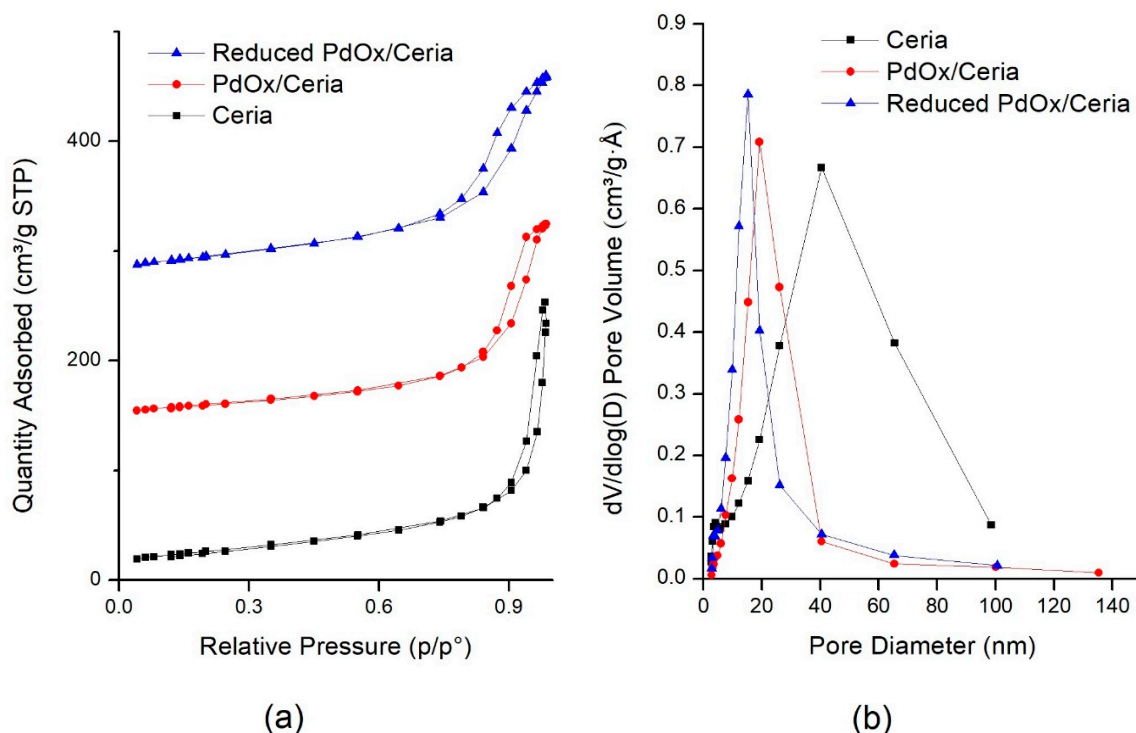 Quantity Adsorbed (cm³/g STP)
400
200
0
0.0 0.3 0.6 0.9
Relative Pressure (p/p°)
Reduced PdOx/Ceria
PdOx/Ceria
Ceria
(a)
dV/dlog(D) Pore Volume (cm³/g·Å)
0.9
0.8
0.7
0.6
0.5
0.4
0.3
0.2
0.1
0.0
0 20 40 60 80 100 120 140
Pore Diameter (nm)
Ceria
PdOx/Ceria
Reduced PdOx/Ceria
(b)